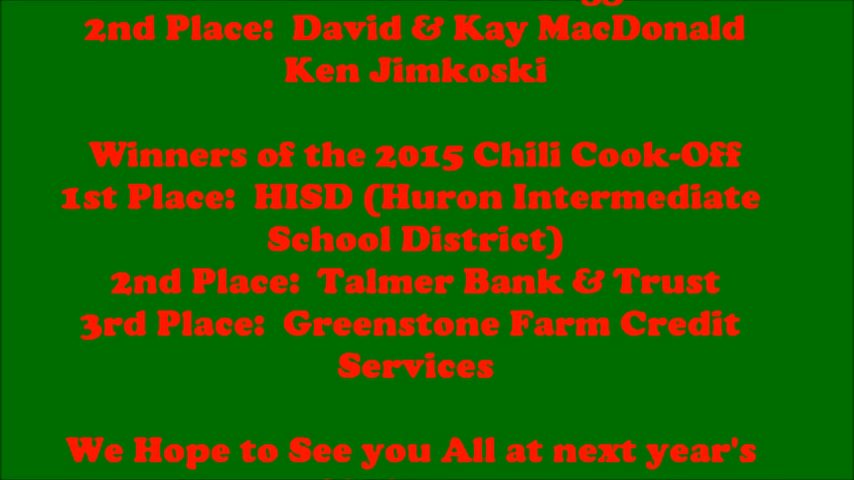 2nd Place:  David & Kay MacDonald
Ken Jimkoski
Winners of the 2015 Chili Cook-Off
1st Place:  HISD (Huron Intermediate
School District)
2nd Place:  Talmer Bank & Trust
3rd Place:  Greenstone Farm Credit
Services
We Hope to See you All at next year's